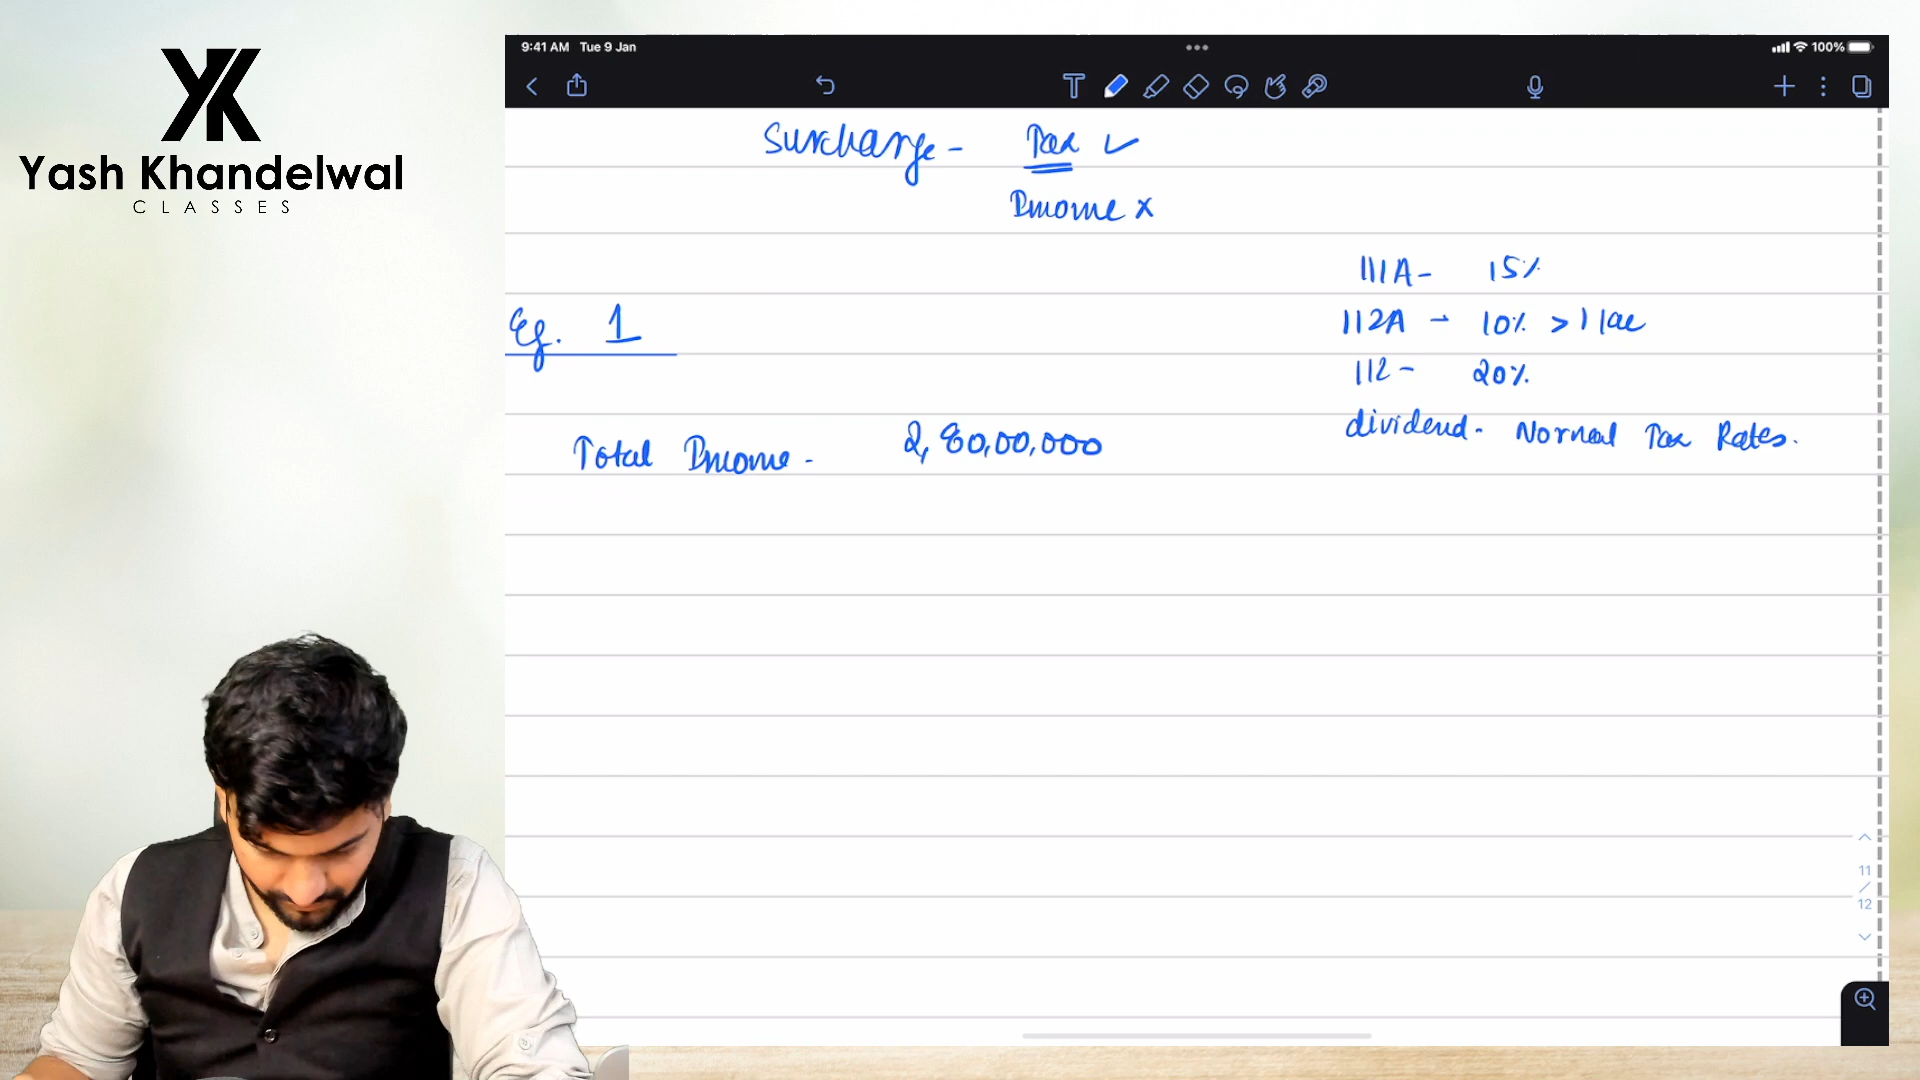 YK
Yash Khandelwal
CLASSES
9:41 AM Tue 9 Jan
100%
Surcharge - Tax ✓
Income ×
111A - 15%
112A - 10% > 1 lac
112 - 20%
dividend - Normal Tax Rates.
Eg. 1
Total Income - 2,80,00,000
11
/
12